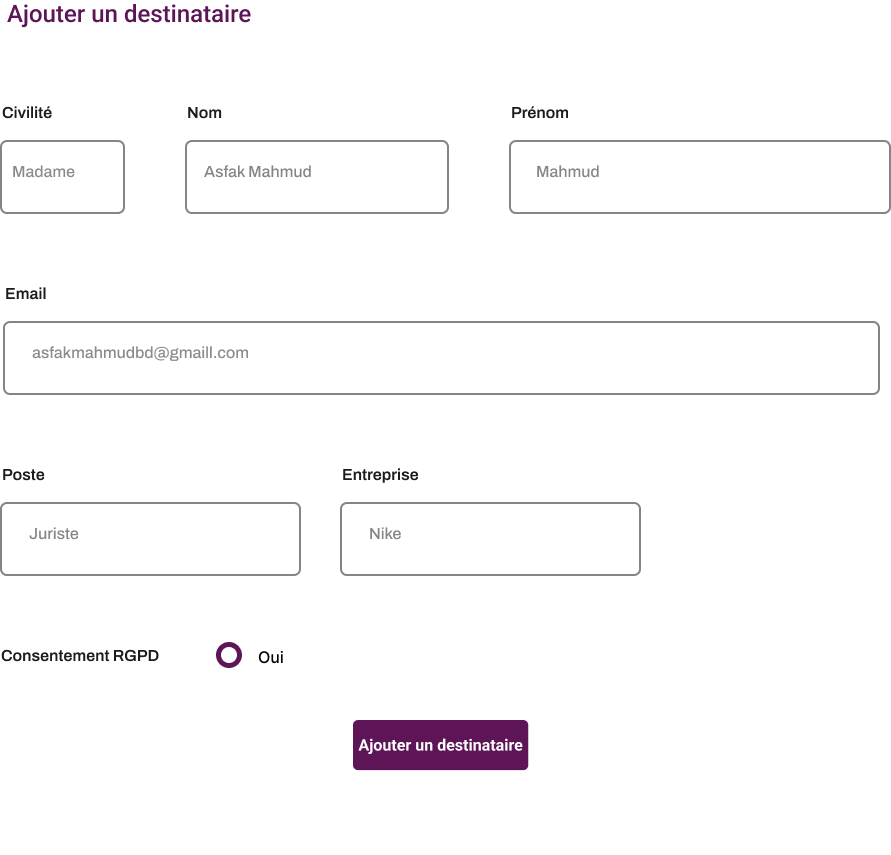 Ajouter un destinataire
Civilité Nom Prénom
Madame Asfak Mahmud Mahmud
Email
asfakmahmudbd@gmaill.com
Poste Entreprise
Juriste Nike
Consentement RGPD Oui
Ajouter un destinataire